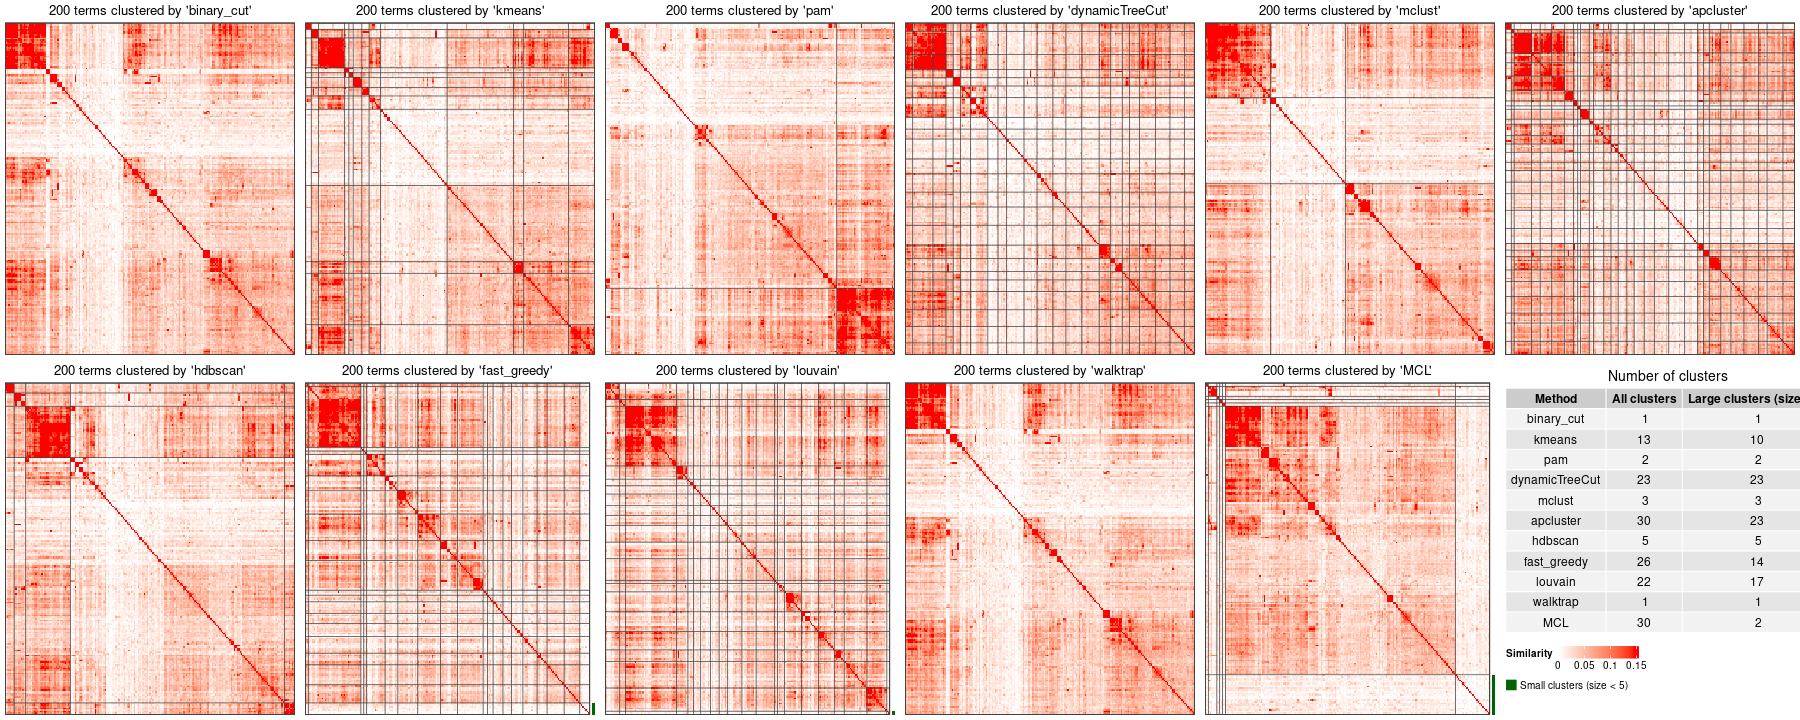 200 terms clustered by 'binary_cut'
200 terms clustered by 'kmeans'
200 terms clustered by 'pam'
200 terms clustered by 'dynamicTreeCut'
200 terms clustered by 'mclust'
200 terms clustered by 'apcluster'
200 terms clustered by 'hdbscan'
200 terms clustered by 'fast_greedy'
200 terms clustered by 'louvain'
200 terms clustered by 'walktrap'
200 terms clustered by 'MCL'
Number of clusters
Method All clusters Large clusters (size
binary_cut 1 1
kmeans 13 10
pam 2 2
dynamicTreeCut 23 23
mclust 3 3
apcluster 30 23
hdbscan 5 5
fast_greedy 26 14
louvain 22 17
walktrap 1 1
MCL 30 2
Similarity
0 0.05 0.1 0.15
Small clusters (size < 5)